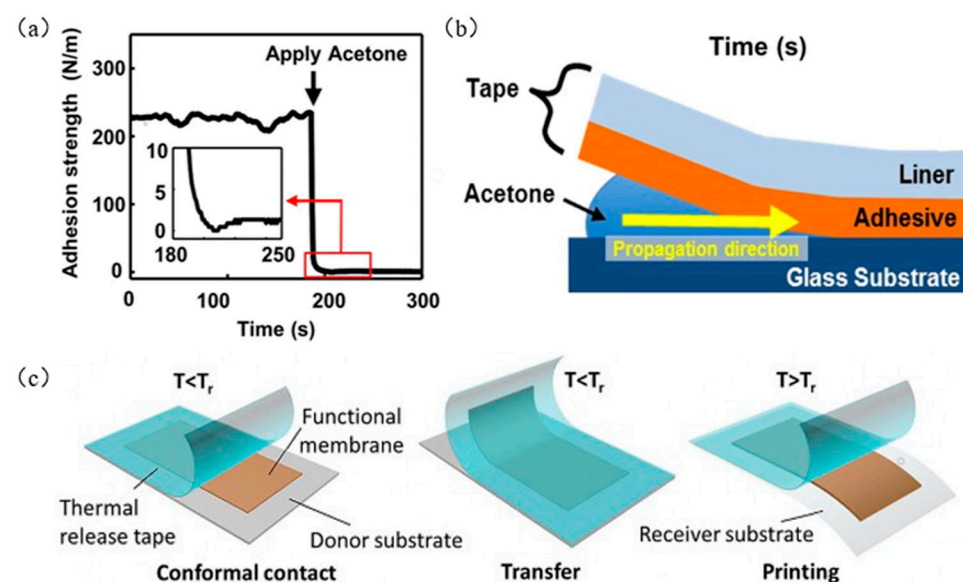 (a)
Adhesion strength (N/m)
300
200
100
0
Apply Acetone
10
5
0
180
250
0
100
200
300
Time (s)
(b)
Time (s)
Tape
Acetone
Liner
Adhesive
Propagation direction
Glass Substrate
(c)
T<Tr
Functional
membrane
Thermal
release tape
Donor substrate
Conformal contact
T<Tr
Transfer
T>Tr
Receiver substrate
Printing